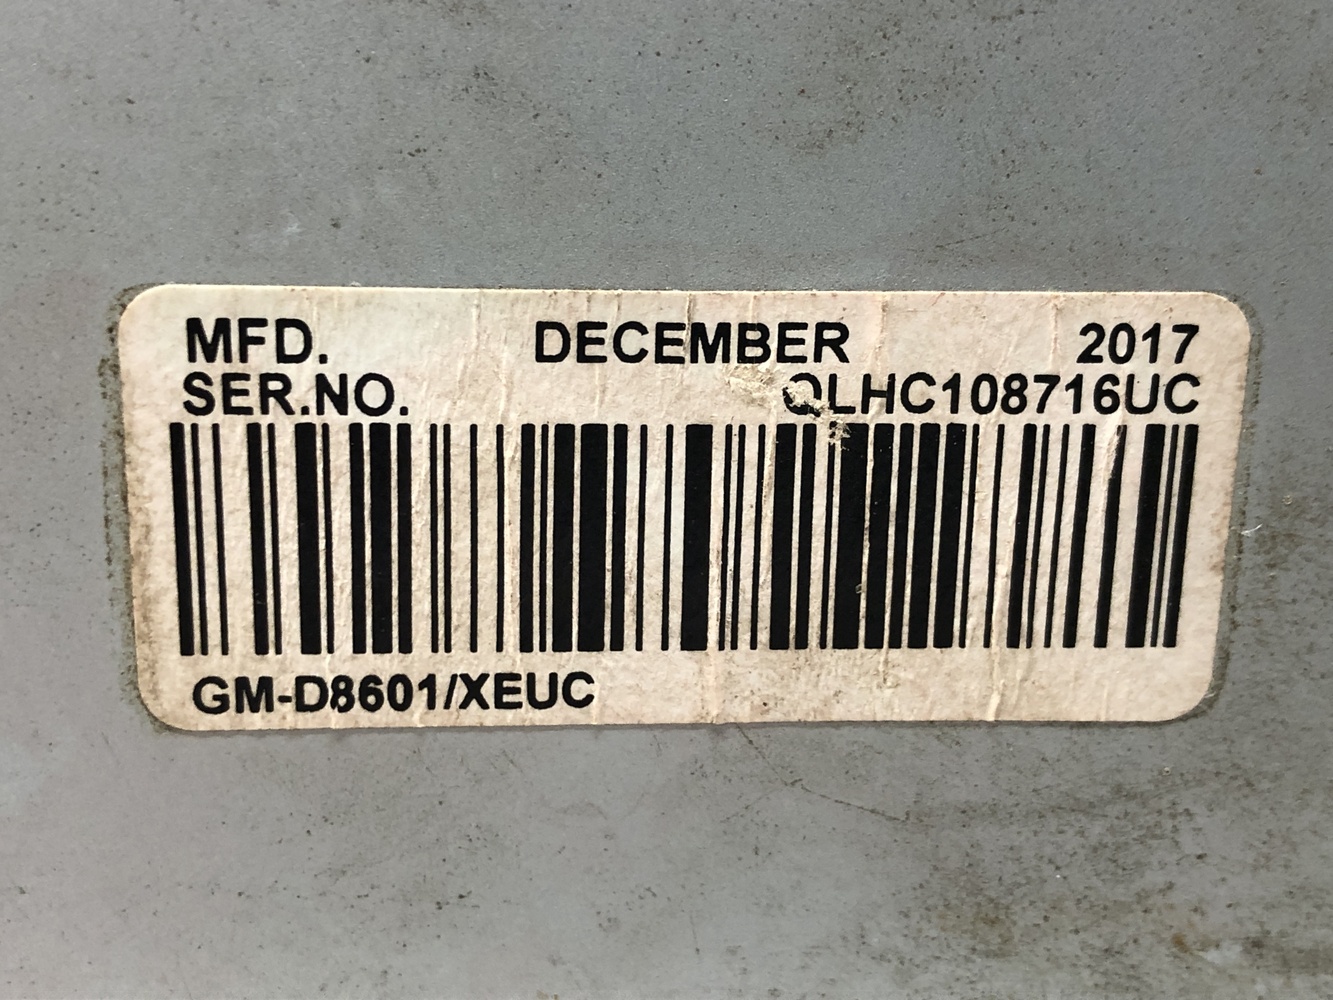 MFD. DECEMBER 2017
SER.NO. QLHC108716UC
GM-D8601/XEUC